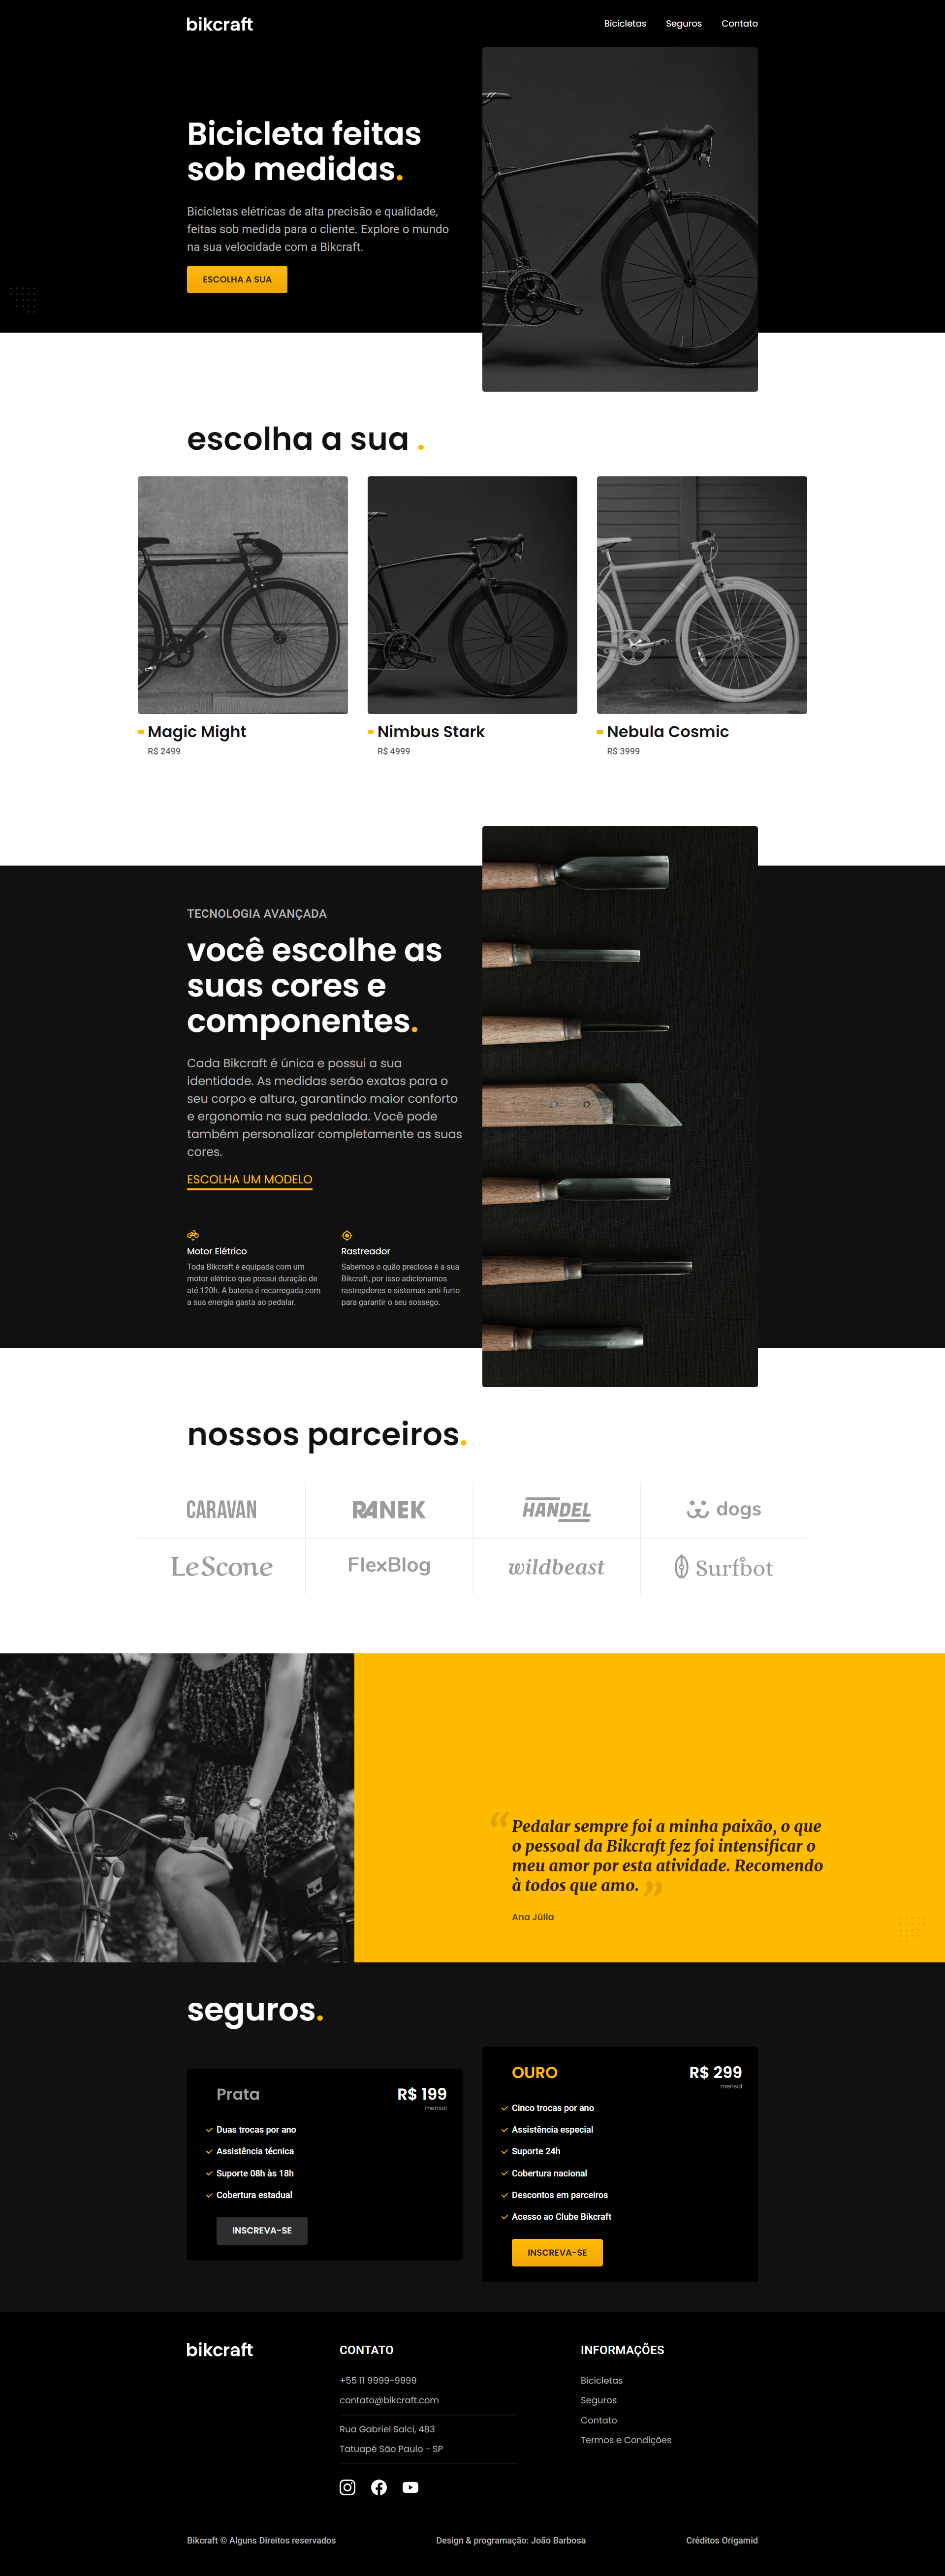 bikcraft
Bicicletas
Seguros
Contato
Bicicleta feitas
sob medidas.
Bicicletas elétricas de alta precisão e qualidade,
feitas sob medida para o cliente. Explore o mundo
na sua velocidade com a Bikcraft.
ESCOLHA A SUA
escolha a sua .
Magic Might
R$ 2499
Nimbus Stark
R$ 4999
Nebula Cosmic
R$ 3999
TECNOLOGIA AVANÇADA
você escolhe as
suas cores e
componentes.
Cada Bikcraft é única e possui a sua
identidade. As medidas serão exatas para o
seu corpo e altura, garantindo maior conforto
e ergonomia na sua pedalada. Você pode
também personalizar completamente as suas
cores.
ESCOLHA UM MODELO
Motor Elétrico
Toda Bikcraft é equipada com um
motor elétrico que possui duração de
até 120h. A bateria é recarregada com
a sua energia gasta ao pedalar.
Rastreador
Sabemos o quão preciosa é a sua
Bikcraft, por isso adicionamos
rastreadores e sistemas anti-furto
para garantir o seu sossego.
nossos parceiros.
CARAVAN
RANEK
HANDEL
dogs
LeScone
FlexBlog
wildbeast
Surfbot
“Pedalar sempre foi a minha paixão, o que
o pessoal da Bikcraft fez foi intensificar o
meu amor por esta atividade. Recomendo
à todos que amo. ”
Ana Júlia
seguros.
Prata
R$ 199
mensal
Duas trocas por ano
Assistência técnica
Suporte 08h às 18h
Cobertura estadual
INSCREVA-SE
OURO
R$ 299
mensal
Cinco trocas por ano
Assistência especial
Suporte 24h
Cobertura nacional
Descontos em parceiros
Acesso ao Clube Bikcraft
INSCREVA-SE
bikcraft
CONTATO
+55 11 9999-9999
contato@bikcraft.com
Rua Gabriel Salci, 483
Tatuapé São Paulo - SP
INFORMAÇÕES
Bicicletas
Seguros
Contato
Termos e Condições
Bikcraft © Alguns Direitos reservados
Design & programação: João Barbosa
Créditos Origamid